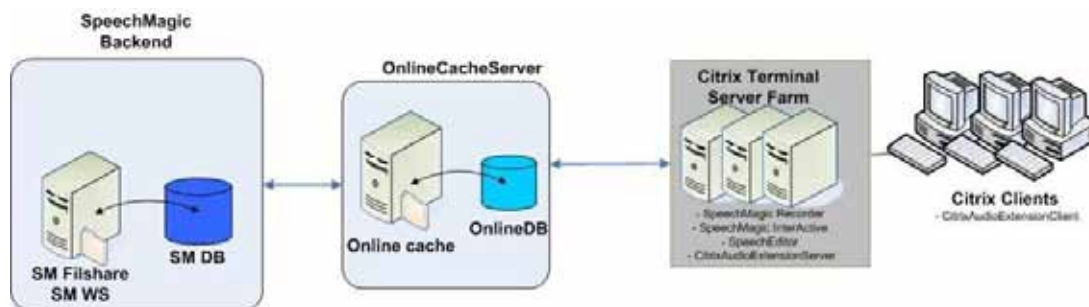 SpeechMagic
Backend
SM Filshare
SM WS
SM DB
OnlineCacheServer
Online cache
OnlineDB
Citrix Terminal
Server Farm
- SpeechMagic Recorder
- SpeechMagic InterActive
- SpeechEditor
- CitrixAudioExtensionServer
Citrix Clients
- CitrixAudioExtensionClient